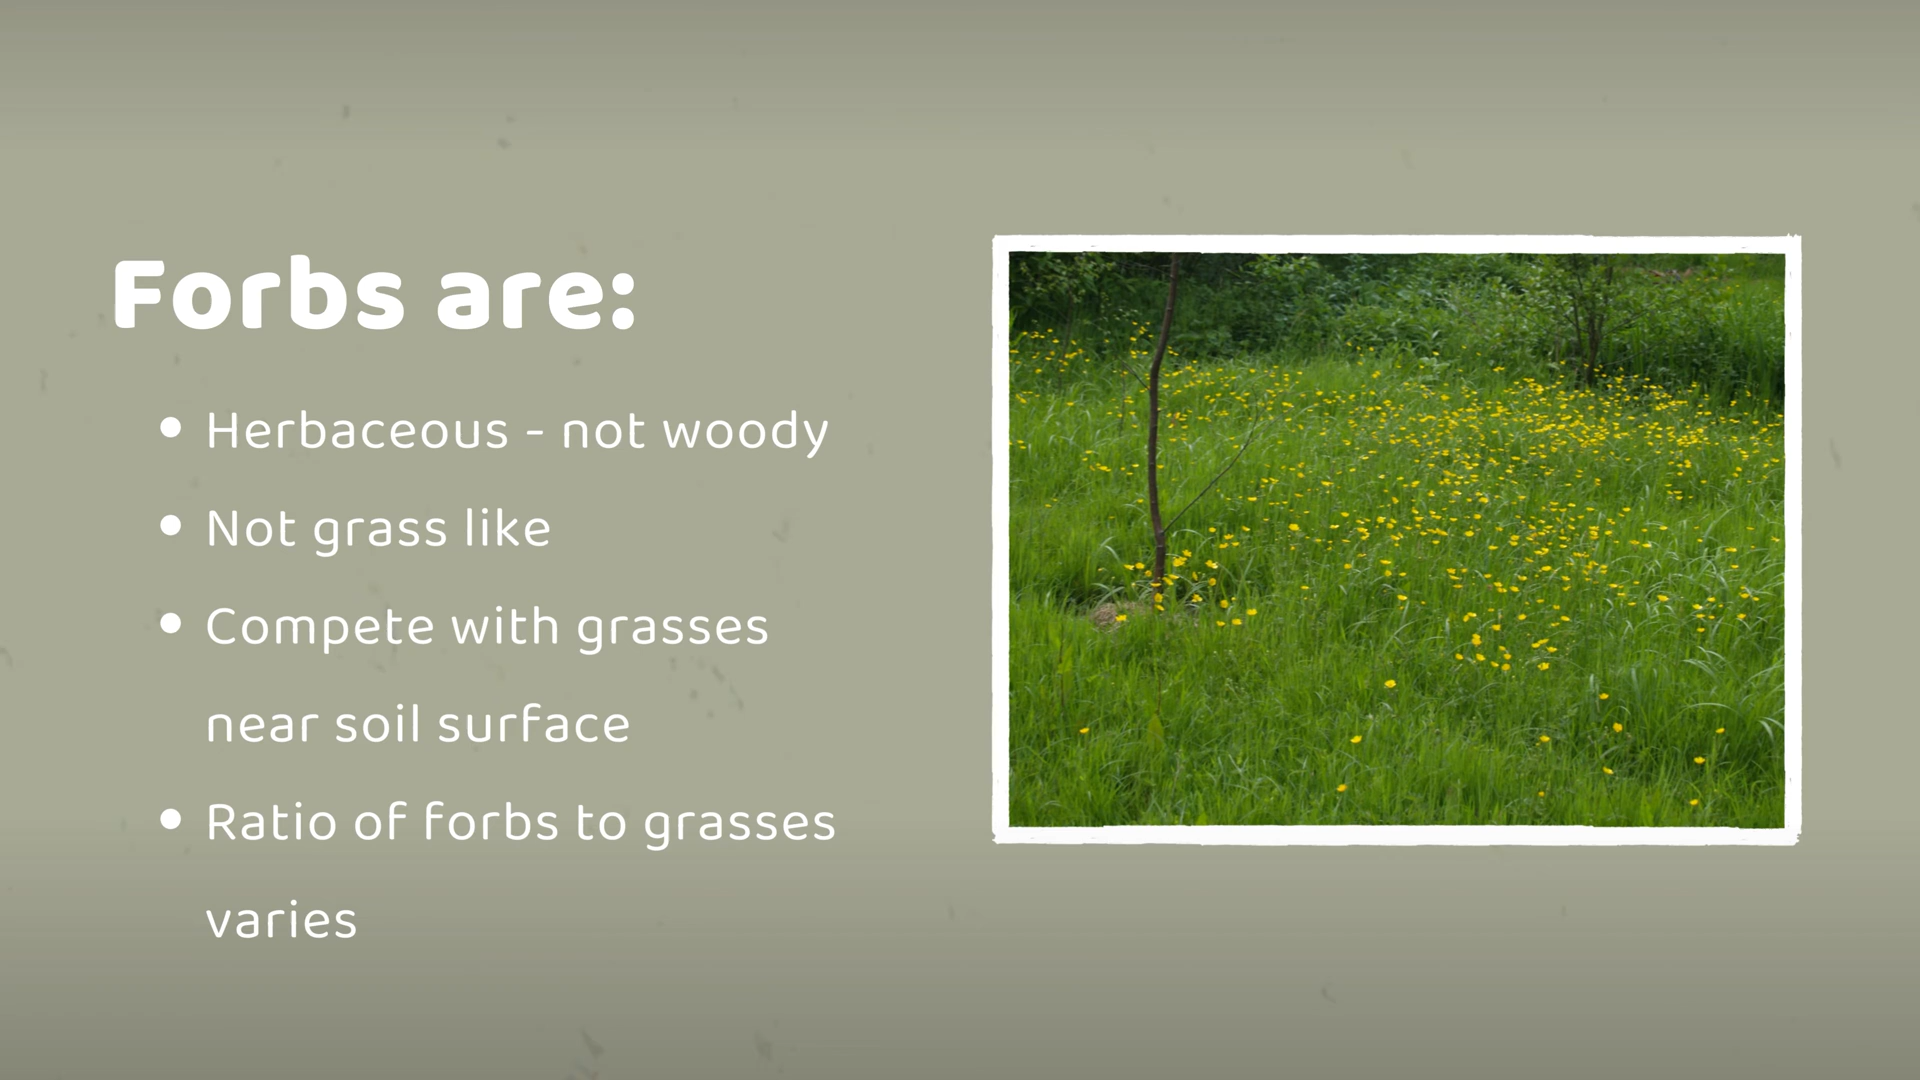 Forbs are:
• Herbaceous - not woody
• Not grass like
• Compete with grasses
near soil surface
• Ratio of forbs to grasses
varies